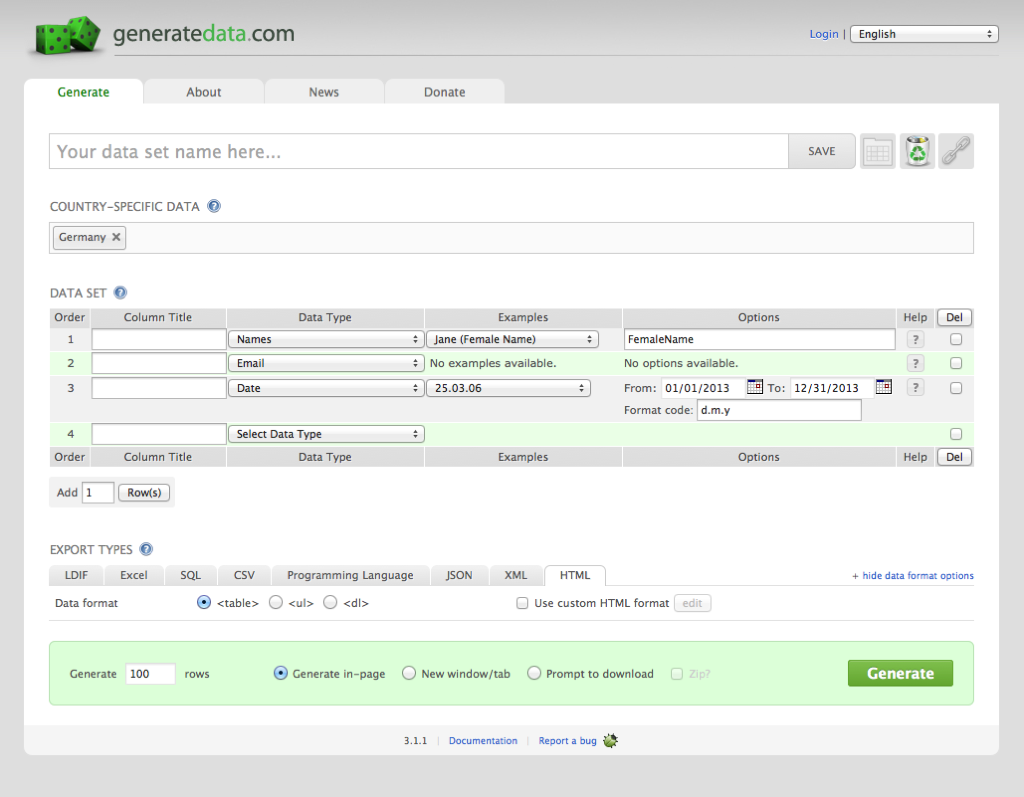 generatedata.com
Login | English
Generate About News Donate
Your data set name here... SAVE
COUNTRY-SPECIFIC DATA ?
Germany ×
DATA SET ?
Order Column Title Data Type Examples Options Help Del
1 Names Jane (Female Name) FemaleName ?
2 Email No examples available. No options available. ?
3 Date 25.03.06 From: 01/01/2013 To: 12/31/2013 ?
Format code: d.m.y
4 Select Data Type
Order Column Title Data Type Examples Options Help Del
Add 1 Row(s)
EXPORT TYPES ?
LDIF Excel SQL CSV Programming Language JSON XML HTML + hide data format options
Data format <table> <ul> <dl> Use custom HTML format edit
Generate 100 rows Generate in-page New window/tab Prompt to download Zip? Generate
3.1.1 | Documentation | Report a bug